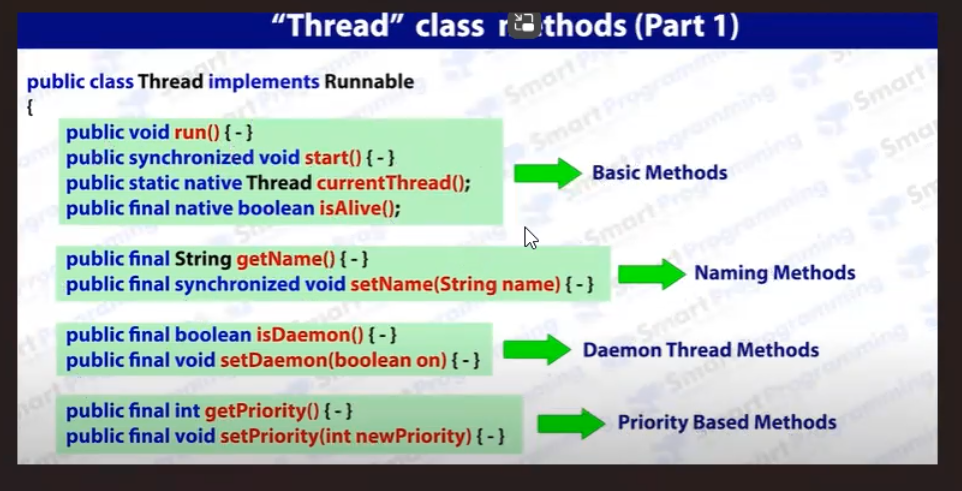 “Thread” class thods (Part 1)
public class Thread implements Runnable
{
public void run() { - }
public synchronized void start() { - }
public static native Thread currentThread();
public final native boolean isAlive();
Basic Methods
public final String getName() { - }
public final synchronized void setName(String name) { - }
Naming Methods
public final boolean isDaemon() { - }
public final void setDaemon(boolean on) { - }
Daemon Thread Methods
public final int getPriority() { - }
public final void setPriority(int newPriority) { - }
Priority Based Methods
Smart Programming